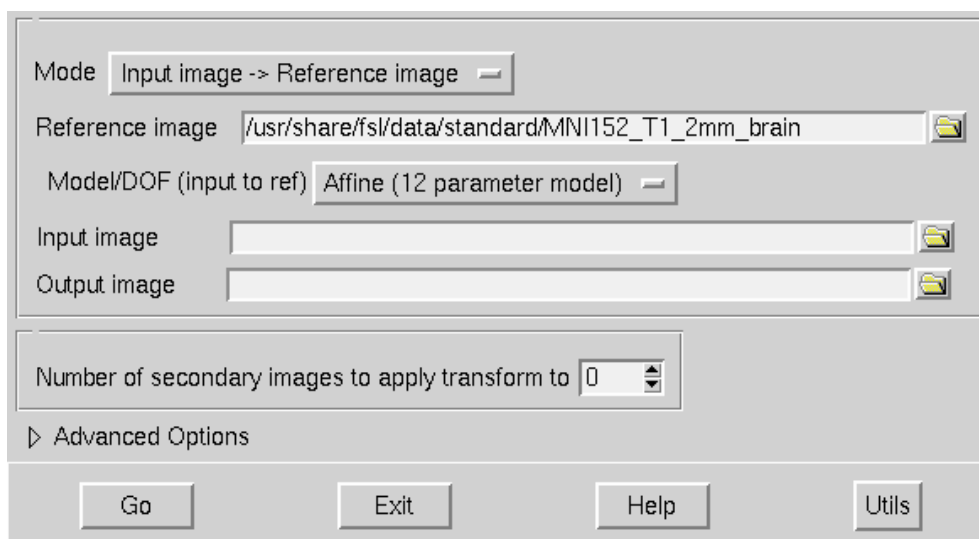 Mode Input image -> Reference image
Reference image /usr/share/fsl/data/standard/MNI152_T1_2mm_brain
Model/DOF (input to ref) Affine (12 parameter model)
Input image
Output image
Number of secondary images to apply transform to 0
Advanced Options
Go Exit Help Utils